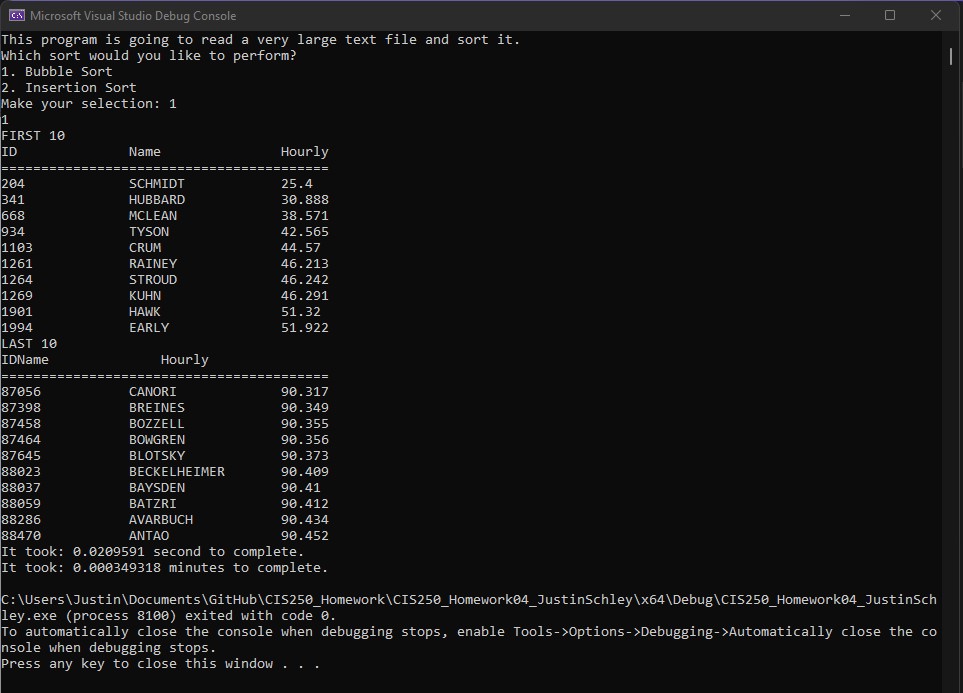 Microsoft Visual Studio Debug Console
This program is going to read a very large text file and sort it.
Which sort would you like to perform?
1. Bubble Sort
2. Insertion Sort
Make your selection: 1
1
FIRST 10
ID              Name               Hourly
=========================================
204             SCHMIDT            25.4
341             HUBBARD            30.888
668             MCLEAN             38.571
934             TYSON              42.565
1103            CRUM               44.57
1261            RAINEY             46.213
1264            STROUD             46.242
1269            KUHN               46.291
1901            HAWK               51.32
1994            EARLY              51.922
LAST 10
IDName              Hourly
=========================================
87056           CANORI             90.317
87398           BREINES            90.349
87458           BOZZELL            90.355
87464           BOWGREN            90.356
87645           BLOTSKY            90.373
88023           BECKELHEIMER       90.409
88037           BAYSDEN            90.41
88059           BATZRI             90.412
88286           AVARBUCH           90.434
88470           ANTAO              90.452
It took: 0.0209591 second to complete.
It took: 0.000349318 minutes to complete.
C:\Users\Justin\Documents\GitHub\CIS250_Homework\CIS250_Homework04_JustinSchley\x64\Debug\CIS250_Homework04_JustinSch
ley.exe (process 8100) exited with code 0.
To automatically close the console when debugging stops, enable Tools->Options->Debugging->Automatically close the co
nsole when debugging stops.
Press any key to close this window . . .